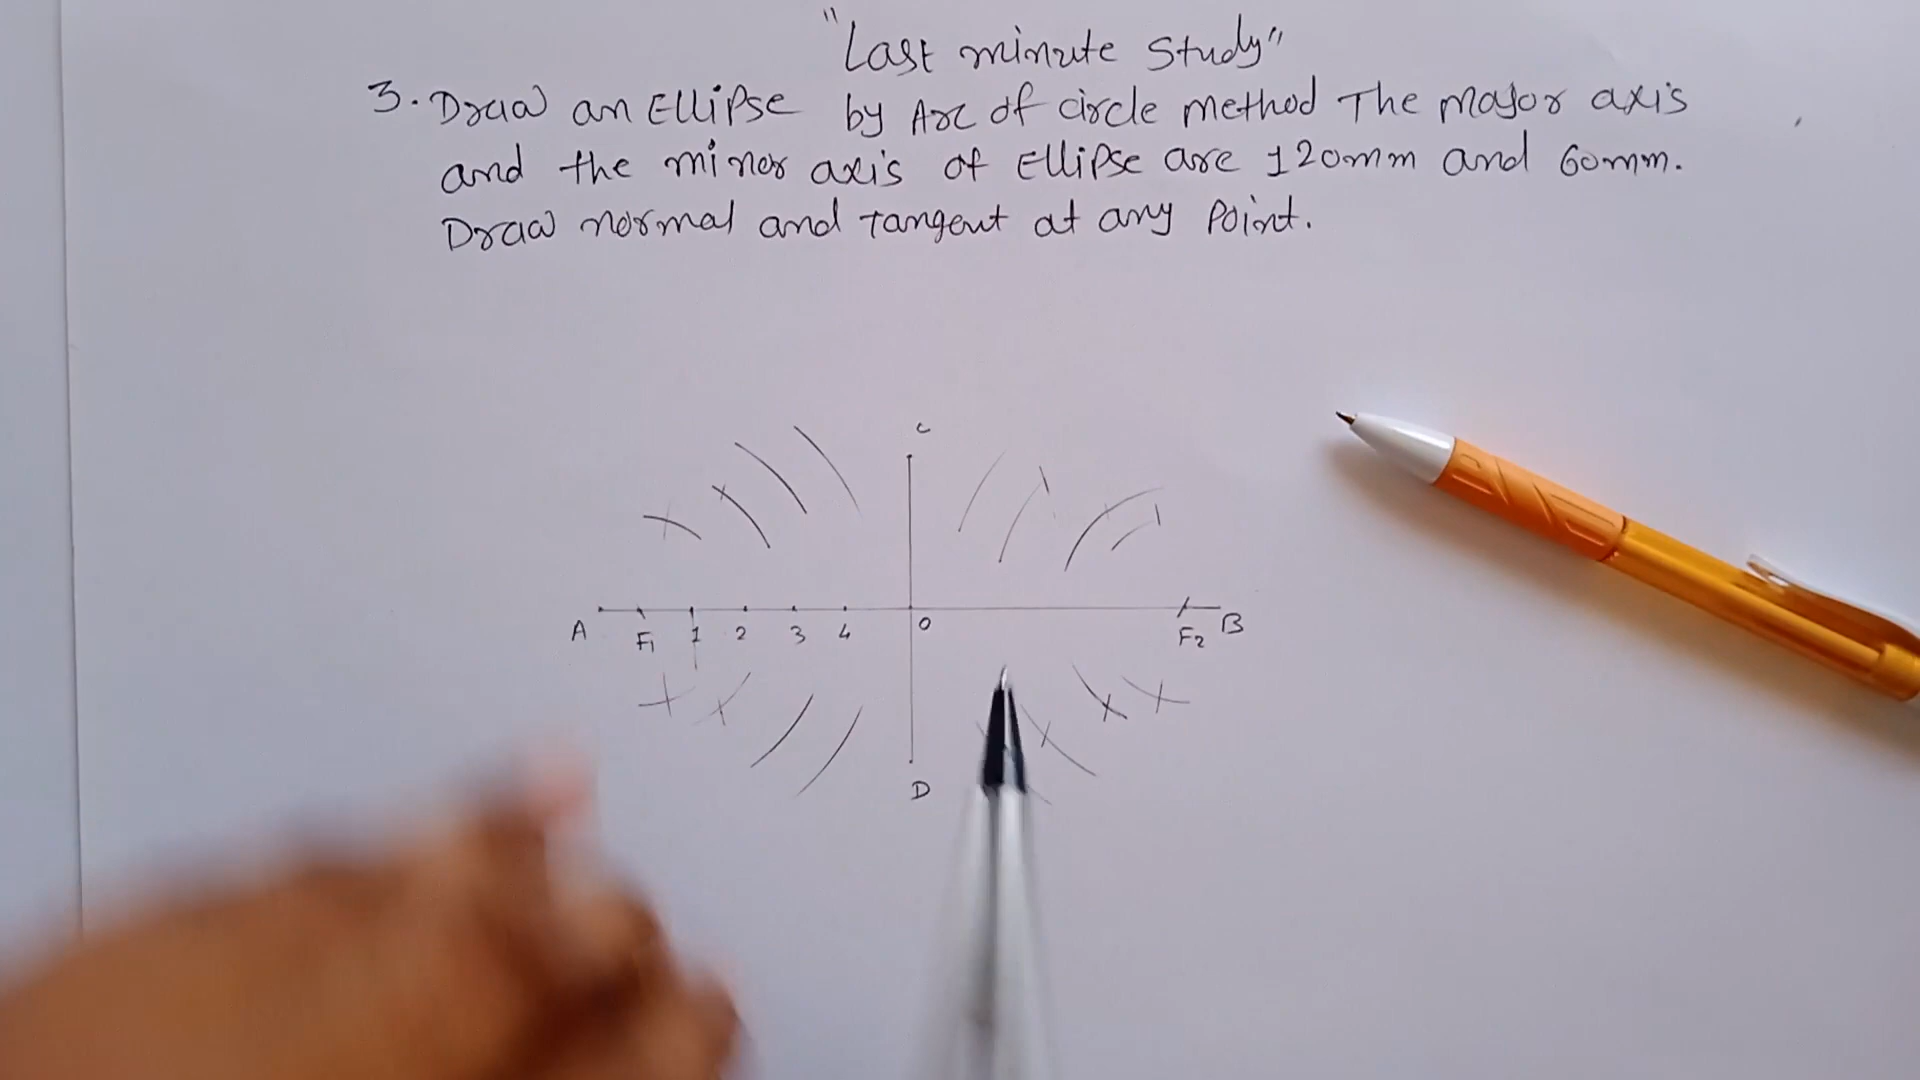 "Last minute Study"
3. Draw an Ellipse by Arc of circle method The major axis
and the minor axis of Ellipse are 120mm and 60mm.
Draw normal and tangent at any Point.
C
A F1 1 2 3 4 O F2 B
D